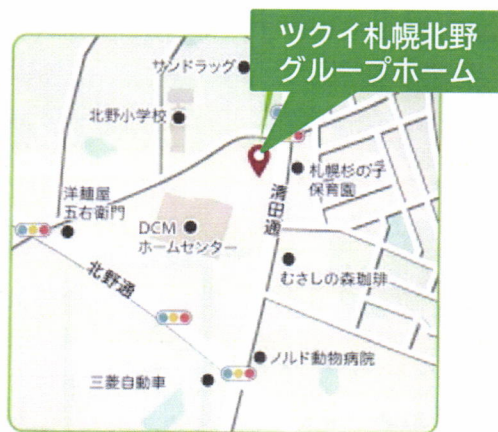 ツクイ札幌北野
グループホーム
サンドラッグ
北野小学校
札幌杉の子
保育園
洋麺屋
五右衛門
DCM
ホームセンター
清田通
むさしの森珈琲
北野通
ノルド動物病院
三菱自動車